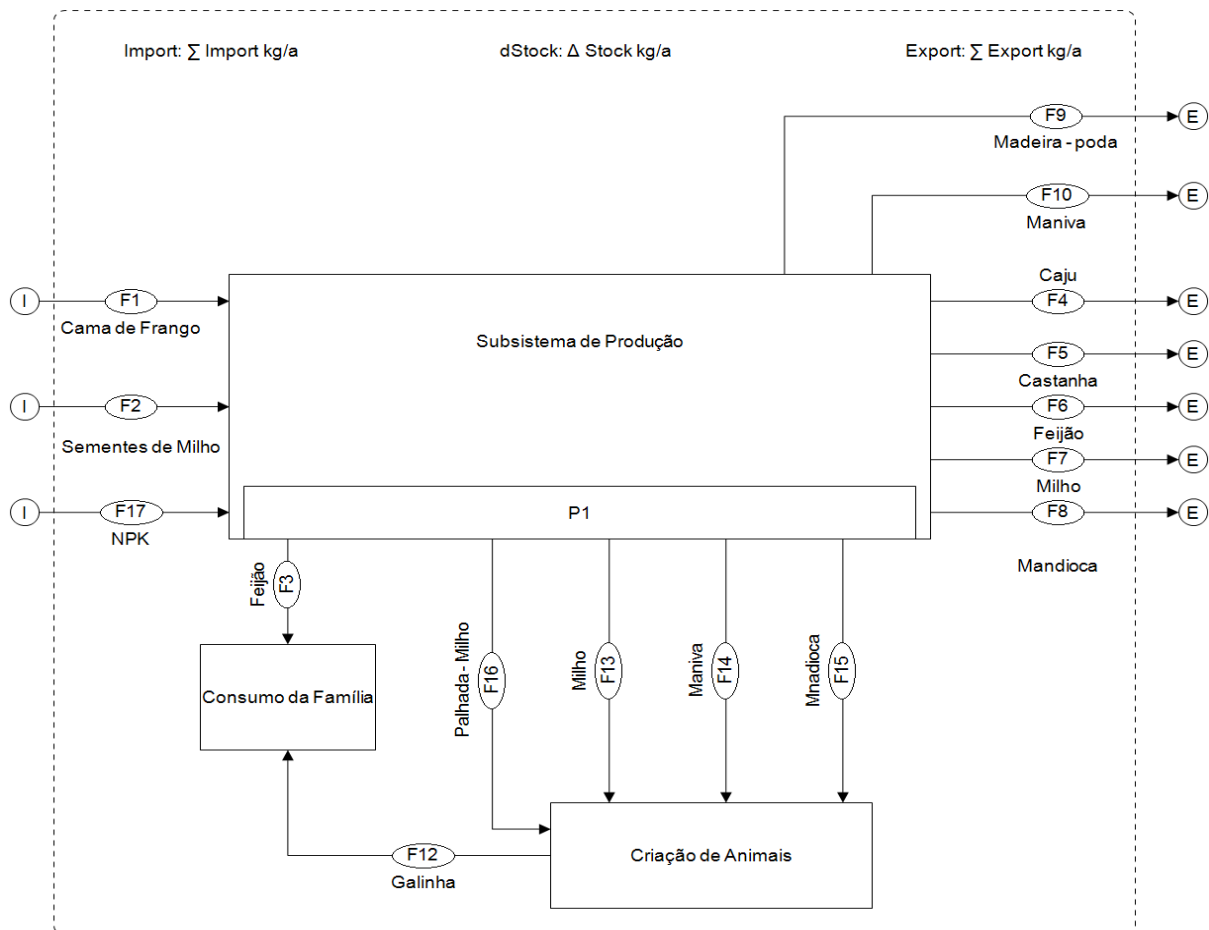 Import: ∑ Import kg/a
dStock: Δ Stock kg/a
Export: ∑ Export kg/a
F9
E
Madeira - poda
F10
E
Maniva
Caju
I
F1
F4
E
Cama de Frango
Subsistema de Produção
F5
E
Castanha
I
F2
F6
E
Sementes de Milho
Feijão
F7
E
Milho
I
F17
P1
F8
E
NPK
Mandioca
Feijão
F3
Palhada - Milho
F16
Milho
F13
Maniva
F14
Mnadioca
F15
Consumo da Família
F12
Galinha
Criação de Animais